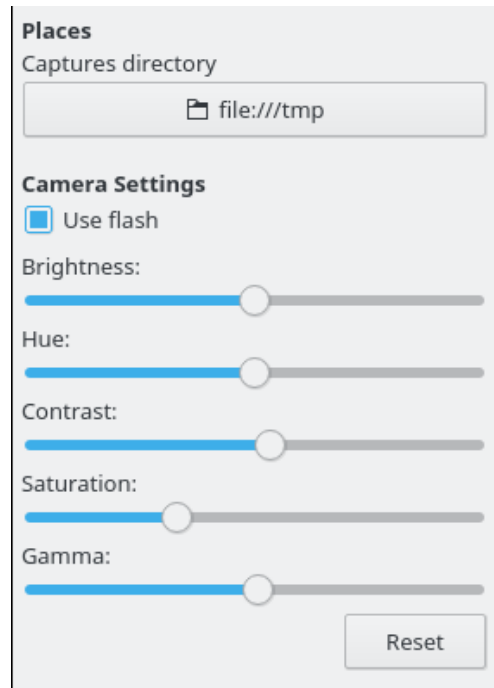 Places
Captures directory
file:///tmp
Camera Settings
Use flash
Brightness:
Hue:
Contrast:
Saturation:
Gamma:
Reset